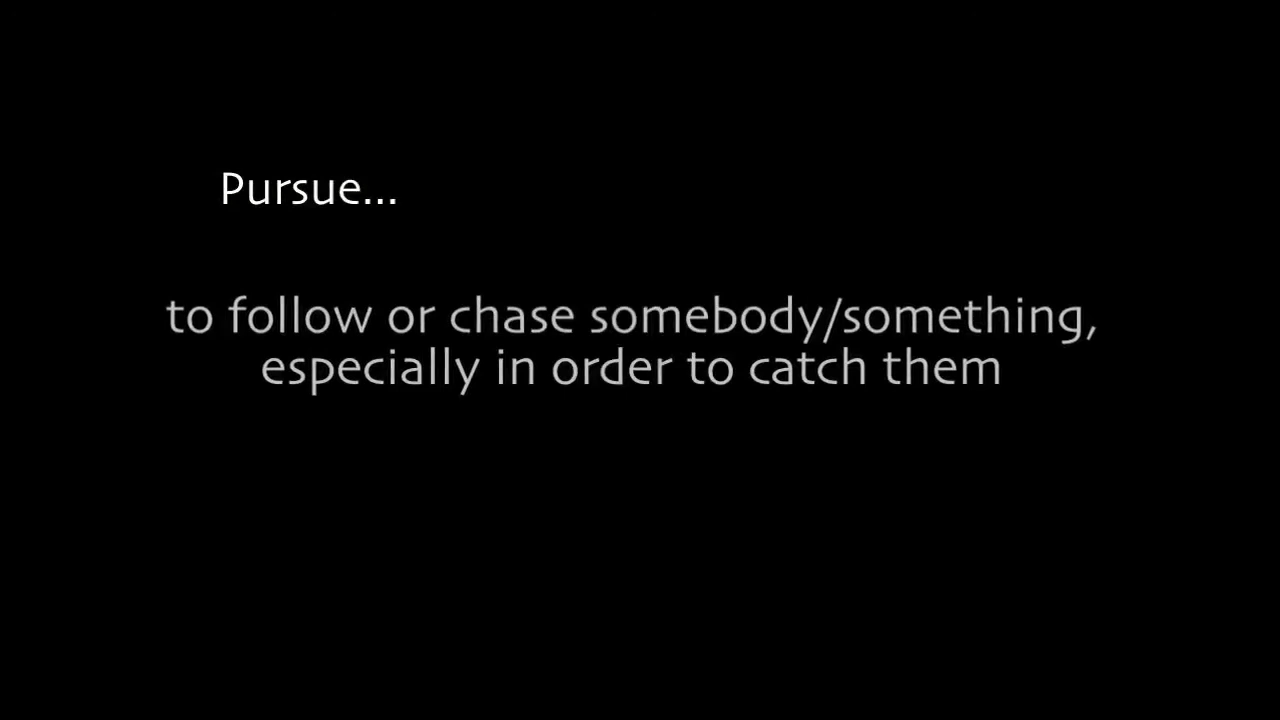 Pursue...
to follow or chase somebody/something,
especially in order to catch them